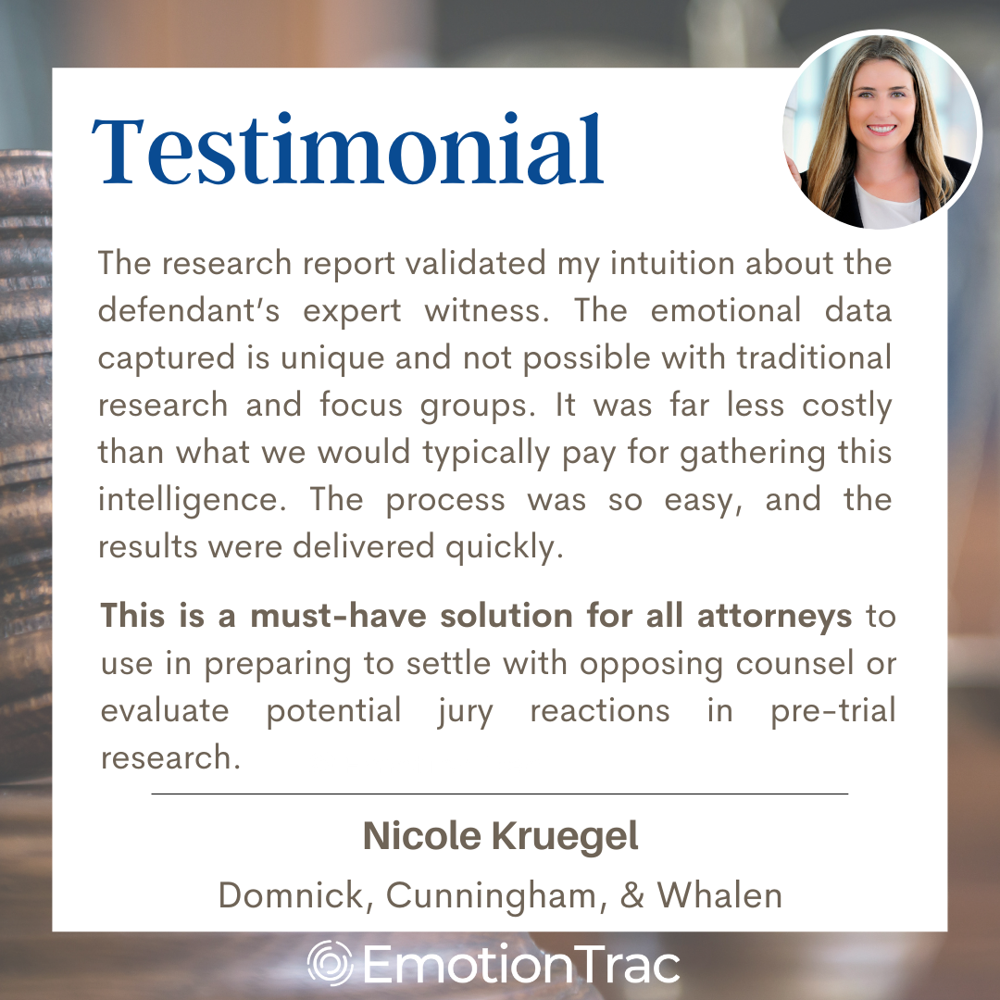 Testimonial
The research report validated my intuition about the
defendant’s expert witness. The emotional data
captured is unique and not possible with traditional
research and focus groups. It was far less costly
than what we would typically pay for gathering this
intelligence. The process was so easy, and the
results were delivered quickly.
This is a must-have solution for all attorneys to
use in preparing to settle with opposing counsel or
evaluate potential jury reactions in pre-trial
research.
Nicole Kruegel
Domnick, Cunningham, & Whalen
EmotionTrac